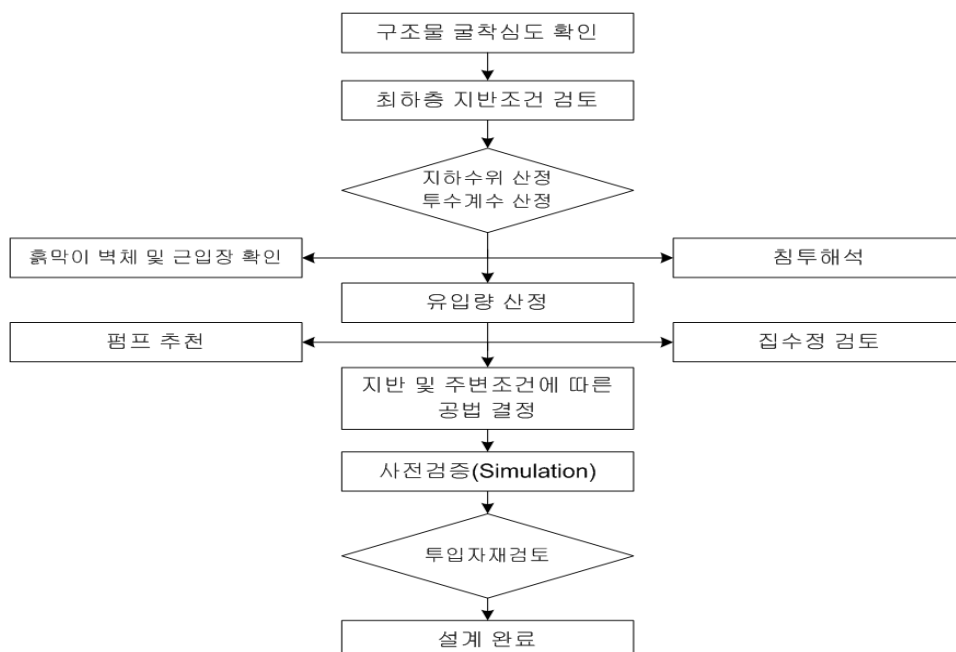 구조물 굴착심도 확인
최하층 지반조건 검토
지하수위 산정
투수계수 산정
흙막이 벽체 및 근입장 확인
침투해석
유입량 산정
펌프 추천
집수정 검토
지반 및 주변조건에 따른
공법 결정
사전검증(Simulation)
투입자재검토
설계 완료